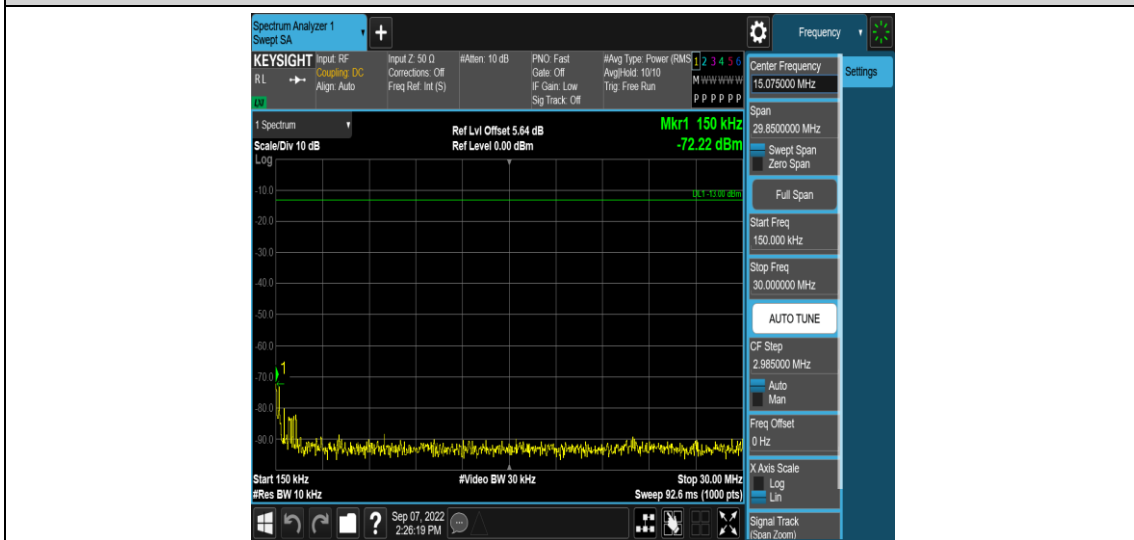 Spectrum Analyzer 1
Swept SA
+
Frequency
KEYSIGHT
RL
LXI
Input: RF
Coupling: DC
Align: Auto
Input Z: 50 Ω
Corrections: Off
Freq Ref: Int (S)
#Atten: 10 dB
PNO: Fast
Gate: Off
IF Gain: Low
Sig Track: Off
#Avg Type: Power (RMS
Avg|Hold: 10/10
Trig: Free Run
1 2 3 4 5 6
M W W W W W
P P P P P P
Center Frequency
15.075000 MHz
Settings
1 Spectrum
Scale/Div 10 dB
Ref Lvl Offset 5.64 dB
Ref Level 0.00 dBm
Mkr1 150 kHz
-72.22 dBm
Span
29.8500000 MHz
Swept Span
Zero Span
Full Span
Log
-10.0
DL1 -13.00 dBm
-20.0
-30.0
-40.0
-50.0
-60.0
-70.0
1
-80.0
-90.0
Start Freq
150.000 kHz
Stop Freq
30.000000 MHz
AUTO TUNE
CF Step
2.985000 MHz
Auto
Man
Freq Offset
0 Hz
X Axis Scale
Log
Lin
Signal Track
(Span Zoom)
Start 150 kHz
#Video BW 30 kHz
Stop 30.00 MHz
#Res BW 10 kHz
Sweep 92.6 ms (1000 pts)
?
Sep 07, 2022
2:26:19 PM